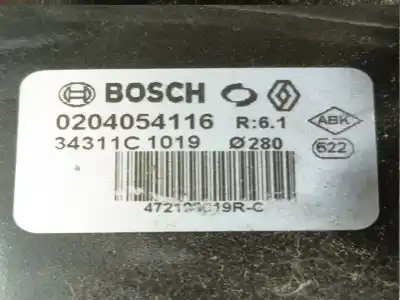 BOSCH
0204054116 R:6.1 ABK
34311C 1019 Ø280 622